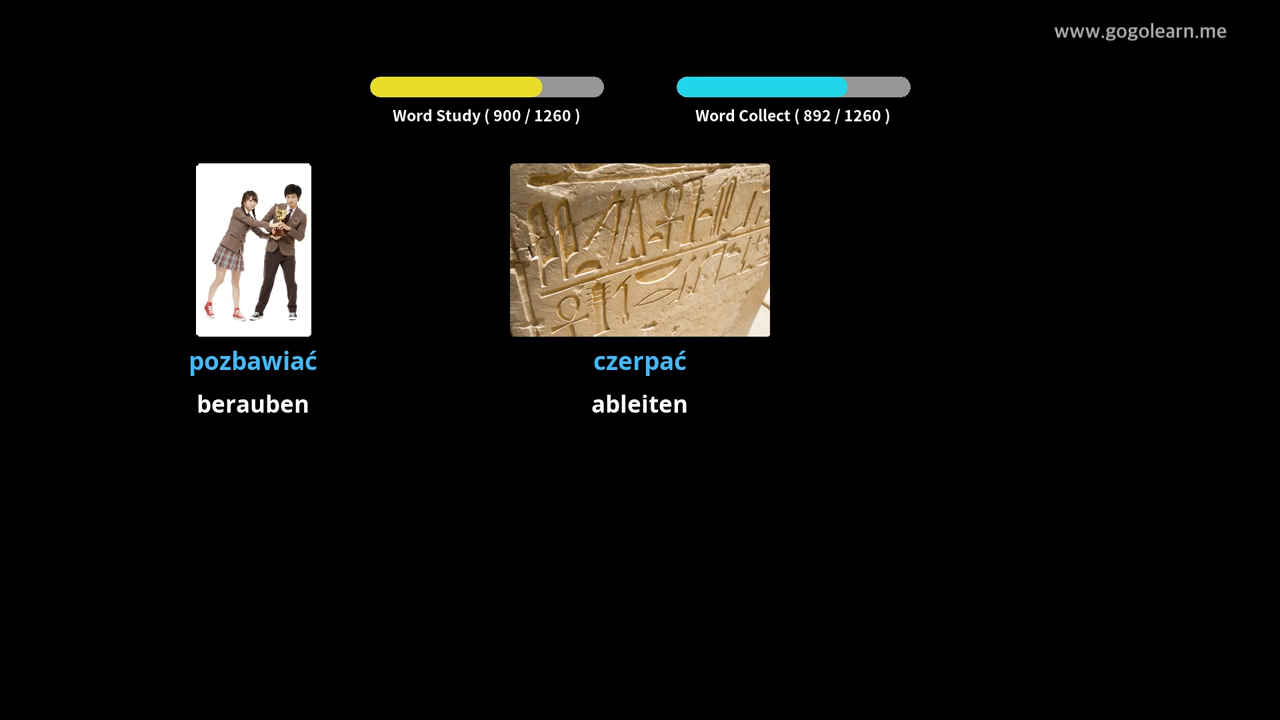 www.gogolearn.me
Word Study ( 900 / 1260 )
Word Collect ( 892 / 1260 )
pozbawiać
czerpać
berauben
ableiten